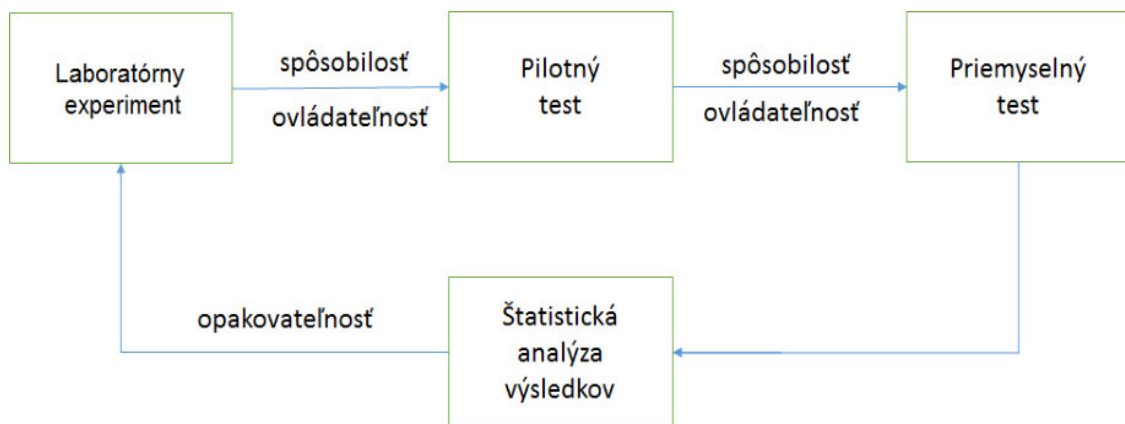 Laboratórny
experiment
spôsobilosť
ovládateľnosť
Pilotný
test
spôsobilosť
ovládateľnosť
Priemyselný
test
opakovateľnosť
Štatistická
analýza
výsledkov